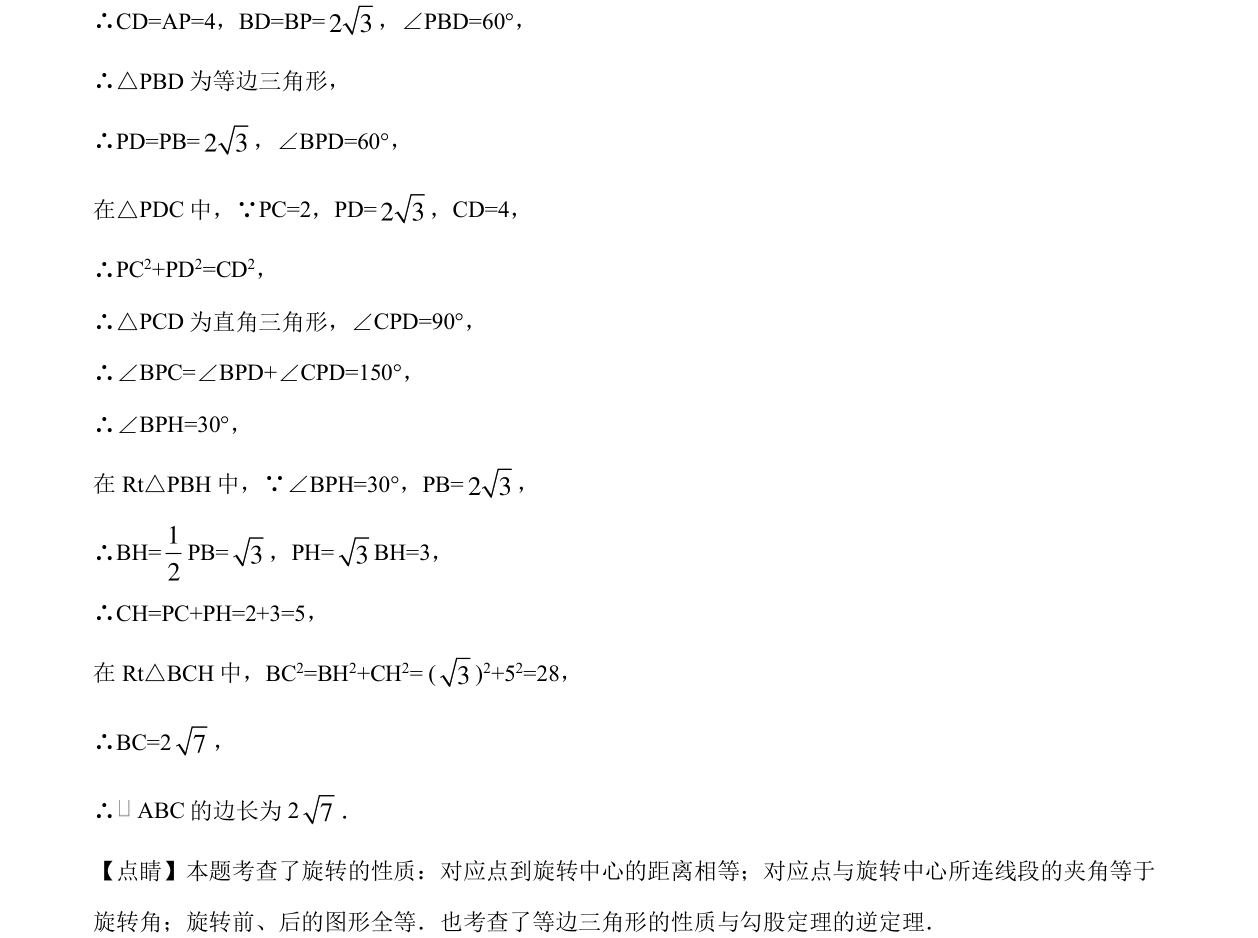 ∴CD=AP=4，BD=BP=2√3，∠PBD=60°，
∴△PBD 为等边三角形，
∴PD=PB=2√3，∠BPD=60°，
在△PDC 中，∵PC=2，PD=2√3，CD=4，
∴PC²+PD²=CD²，
∴△PCD 为直角三角形，∠CPD=90°，
∴∠BPC=∠BPD+∠CPD=150°，
∴∠BPH=30°，
在 Rt△PBH 中，∵∠BPH=30°，PB=2√3，
∴BH=1/2 PB=√3，PH=√3BH=3，
∴CH=PC+PH=2+3=5，
在 Rt△BCH 中，BC²=BH²+CH²=(√3)²+5²=28，
∴BC=2√7，
∴ ABC 的边长为 2√7．
【点睛】本题考查了旋转的性质：对应点到旋转中心的距离相等；对应点与旋转中心所连线段的夹角等于
旋转角；旋转前、后的图形全等．也考查了等边三角形的性质与勾股定理的逆定理．